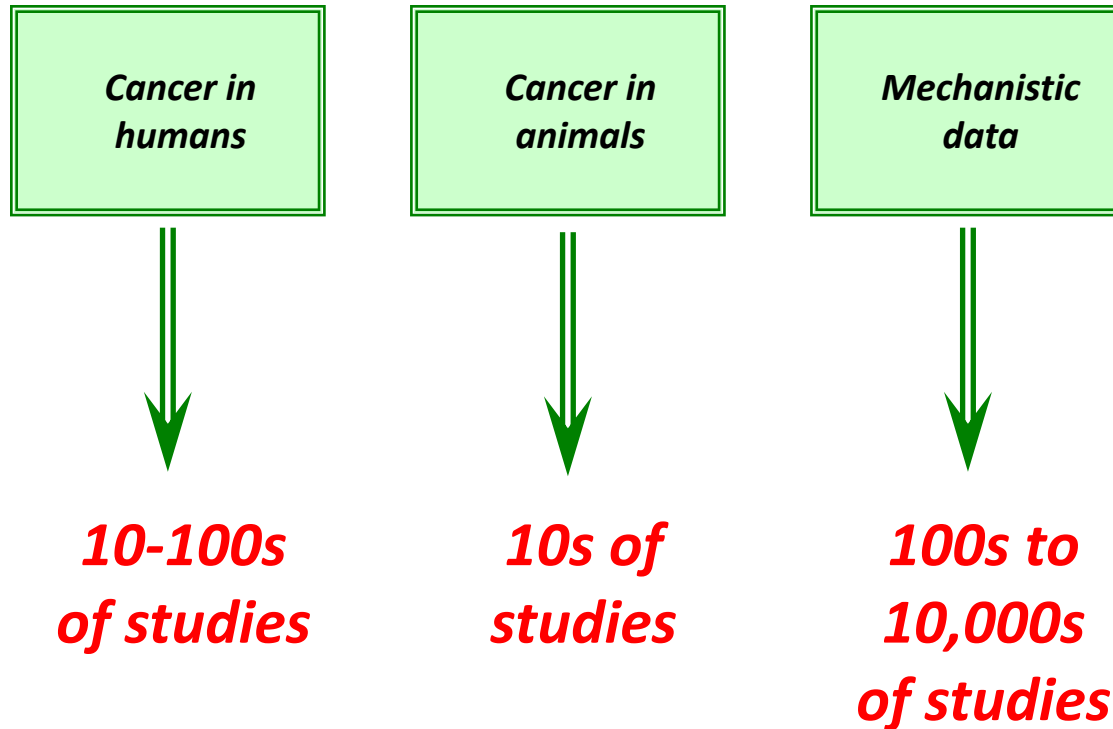 Cancer in
humans
Cancer in
animals
Mechanistic
data
10-100s
of studies
10s of
studies
100s to
10,000s
of studies